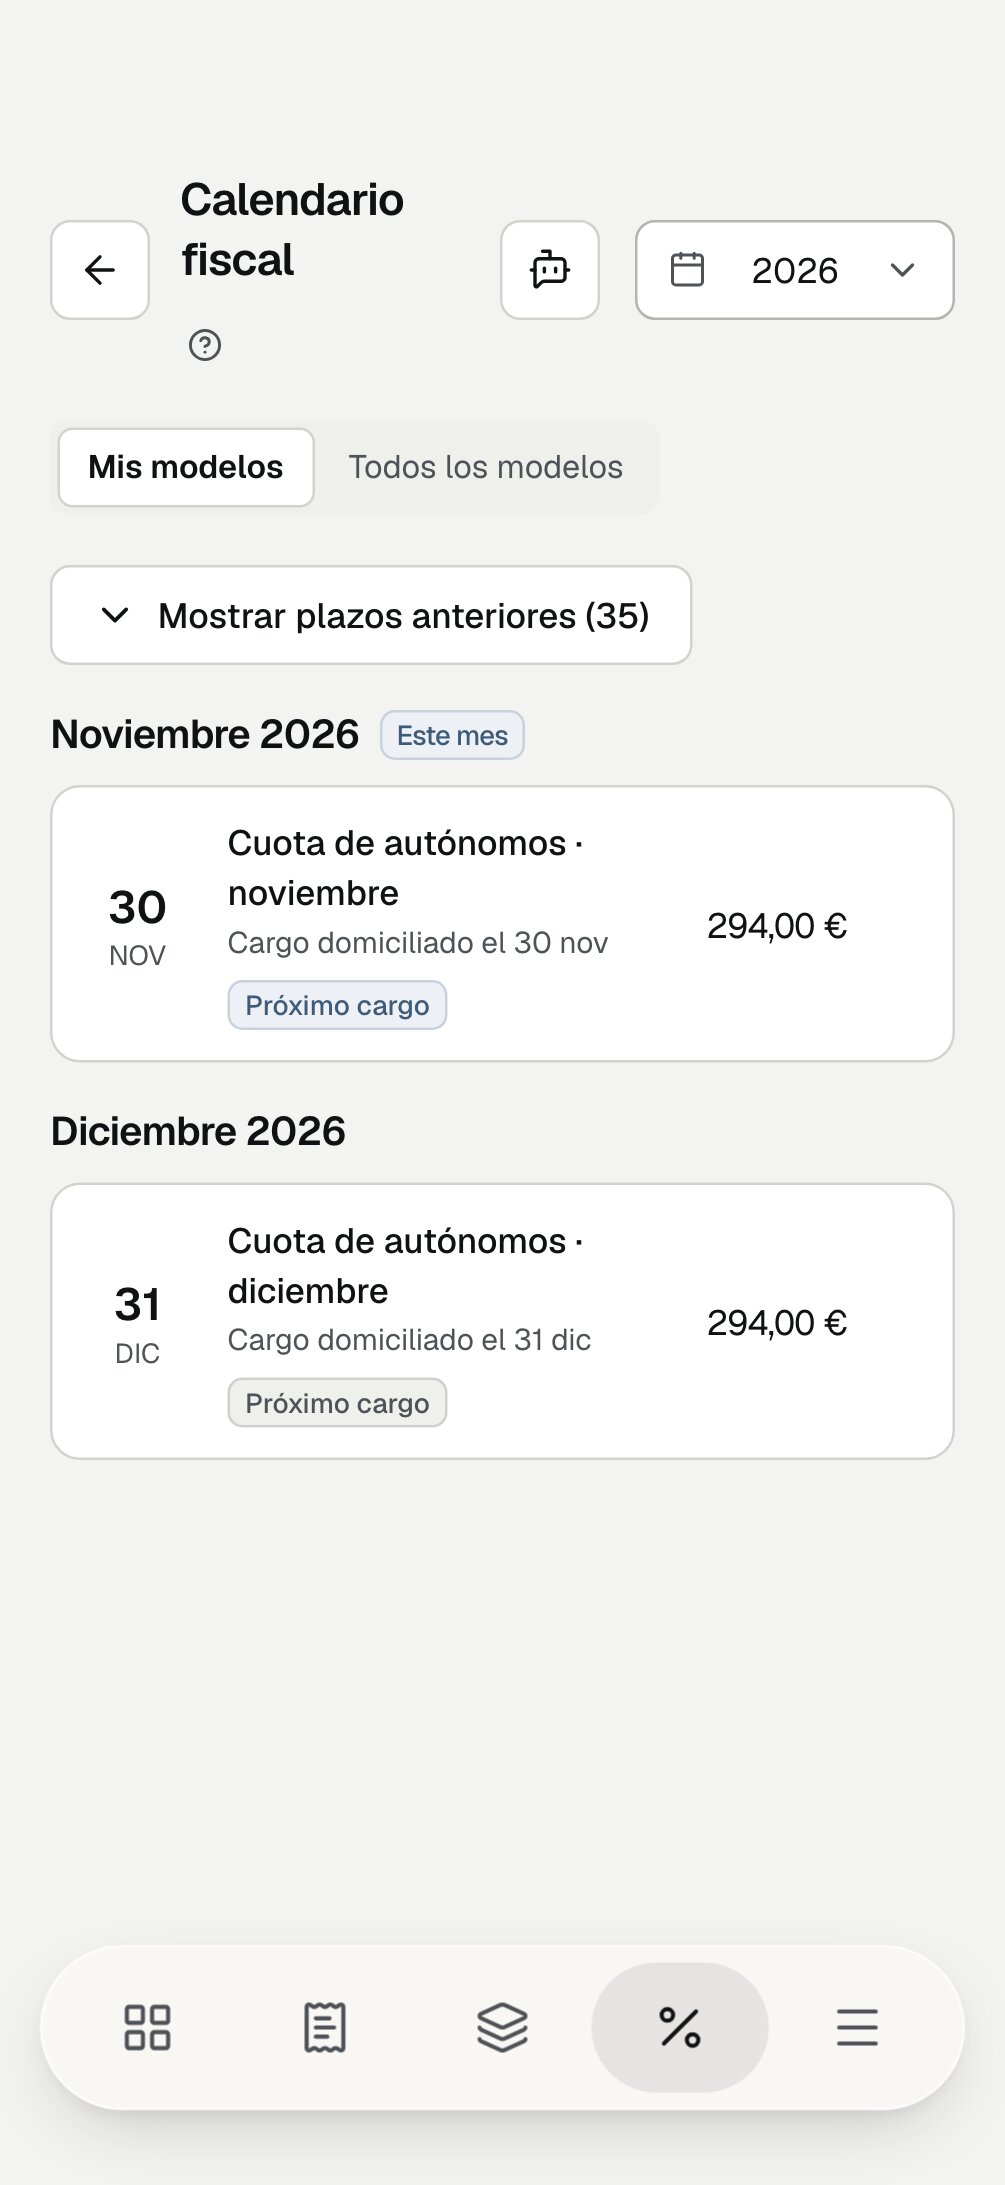 Calendario
fiscal
2026
Mis modelos
Todos los modelos
Mostrar plazos anteriores (35)
Noviembre 2026
Este mes
30
NOV
Cuota de autónomos ·
noviembre
Cargo domiciliado el 30 nov
Próximo cargo
294,00 €
Diciembre 2026
31
DIC
Cuota de autónomos ·
diciembre
Cargo domiciliado el 31 dic
Próximo cargo
294,00 €